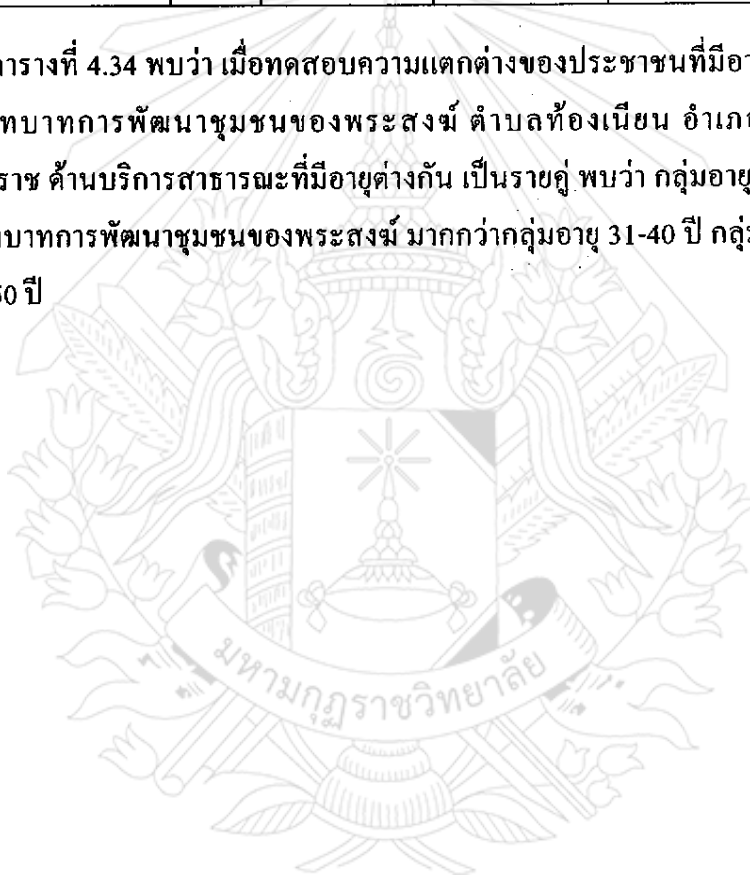 ารางที่ 4.34 พบว่า เมื่อทดสอบความแตกต่างของประชาชนที่มีอา
ทบาทการพัฒนาชุมชนของพระสงฆ์ ตำบลท้องเนียน อำเภอ
ราช ด้านบริการสาธารณะที่มีอายุต่างกัน เป็นรายคู่ พบว่า กลุ่มอายุ
บาทการพัฒนาชุมชนของพระสงฆ์ มากกว่ากลุ่มอายุ 31-40 ปี กลุ่ม
50 ปี
มหามกุฏราชวิทยาลัย